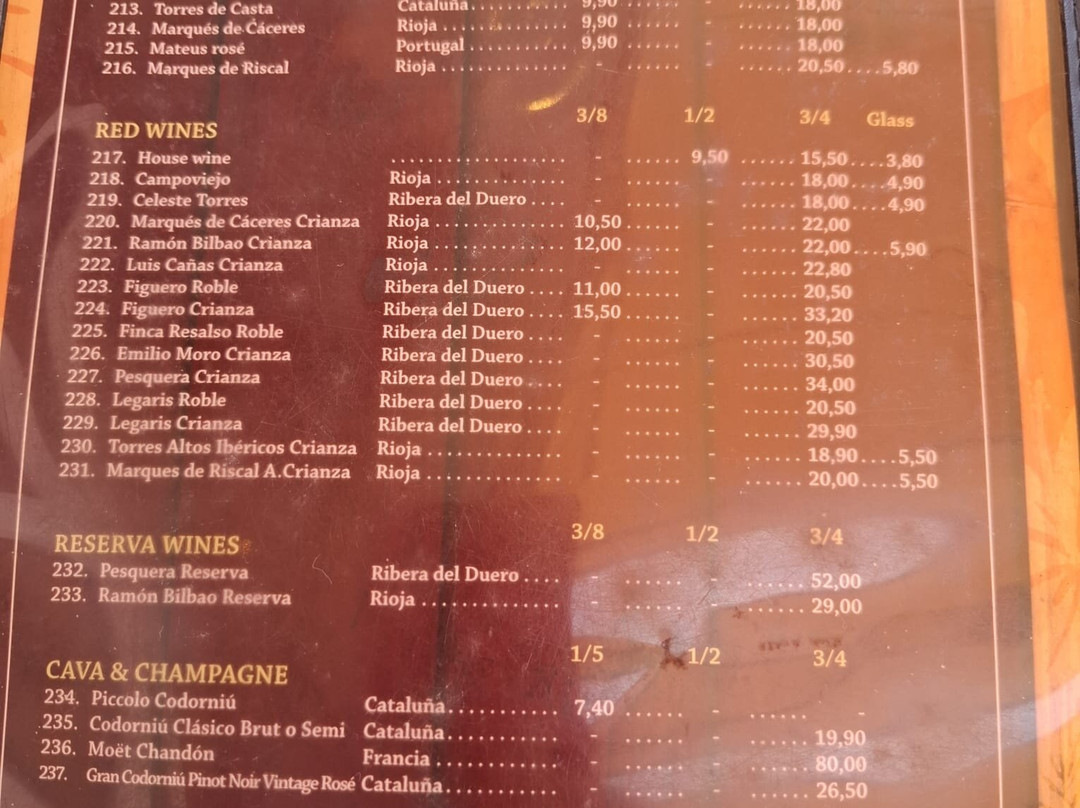 213. Torres de Casta Cataluña............ 9,90 ...... - ...... 18,00
214. Marqués de Cáceres Rioja ............... 9,90 ...... - ...... 18,00
215. Mateus rosé Portugal ........... 9,90 ...... - ...... 18,00
216. Marques de Riscal Rioja ............... - ...... - ...... 20,50....5,80
RED WINES 3/8 1/2 3/4 Glass
217. House wine ..................... - ...... 9,50 ...... 15,50....3,80
218. Campoviejo Rioja ............... - ...... - ...... 18,00....4,90
219. Celeste Torres Ribera del Duero .... - ...... - ...... 18,00....4,90
220. Marqués de Cáceres Crianza Rioja ............... 10,50 ...... - ...... 22,00
221. Ramón Bilbao Crianza Rioja ............... 12,00 ...... - ...... 22,00....5,90
222. Luis Cañas Crianza Rioja ............... - ...... - ...... 22,80
223. Figuero Roble Ribera del Duero .... 11,00 ...... - ...... 20,50
224. Figuero Crianza Ribera del Duero .... 15,50 ...... - ...... 33,20
225. Finca Resalso Roble Ribera del Duero .... - ...... - ...... 20,50
226. Emilio Moro Crianza Ribera del Duero .... - ...... - ...... 30,50
227. Pesquera Crianza Ribera del Duero .... - ...... - ...... 34,00
228. Legaris Roble Ribera del Duero .... - ...... - ...... 20,50
229. Legaris Crianza Ribera del Duero .... - ...... - ...... 29,90
230. Torres Altos Ibéricos Crianza Rioja ............... - ...... - ...... 18,90....5,50
231. Marques de Riscal A.Crianza Rioja ............... - ...... - ...... 20,00....5,50
RESERVA WINES 3/8 1/2 3/4
232. Pesquera Reserva Ribera del Duero .... - ...... - ...... 52,00
233. Ramón Bilbao Reserva Rioja ............... - ...... - ...... 29,00
CAVA & CHAMPAGNE 1/5 1/2 3/4
234. Piccolo Codorniú Cataluña............ 7,40 ...... - ...... -
235. Codorniú Clásico Brut o Semi Cataluña............ - ...... - ...... 19,90
236. Moët Chandón Francia ............. - ...... - ...... 80,00
237. Gran Codorniú Pinot Noir Vintage Rosé Cataluña............ - ...... - ...... 26,50